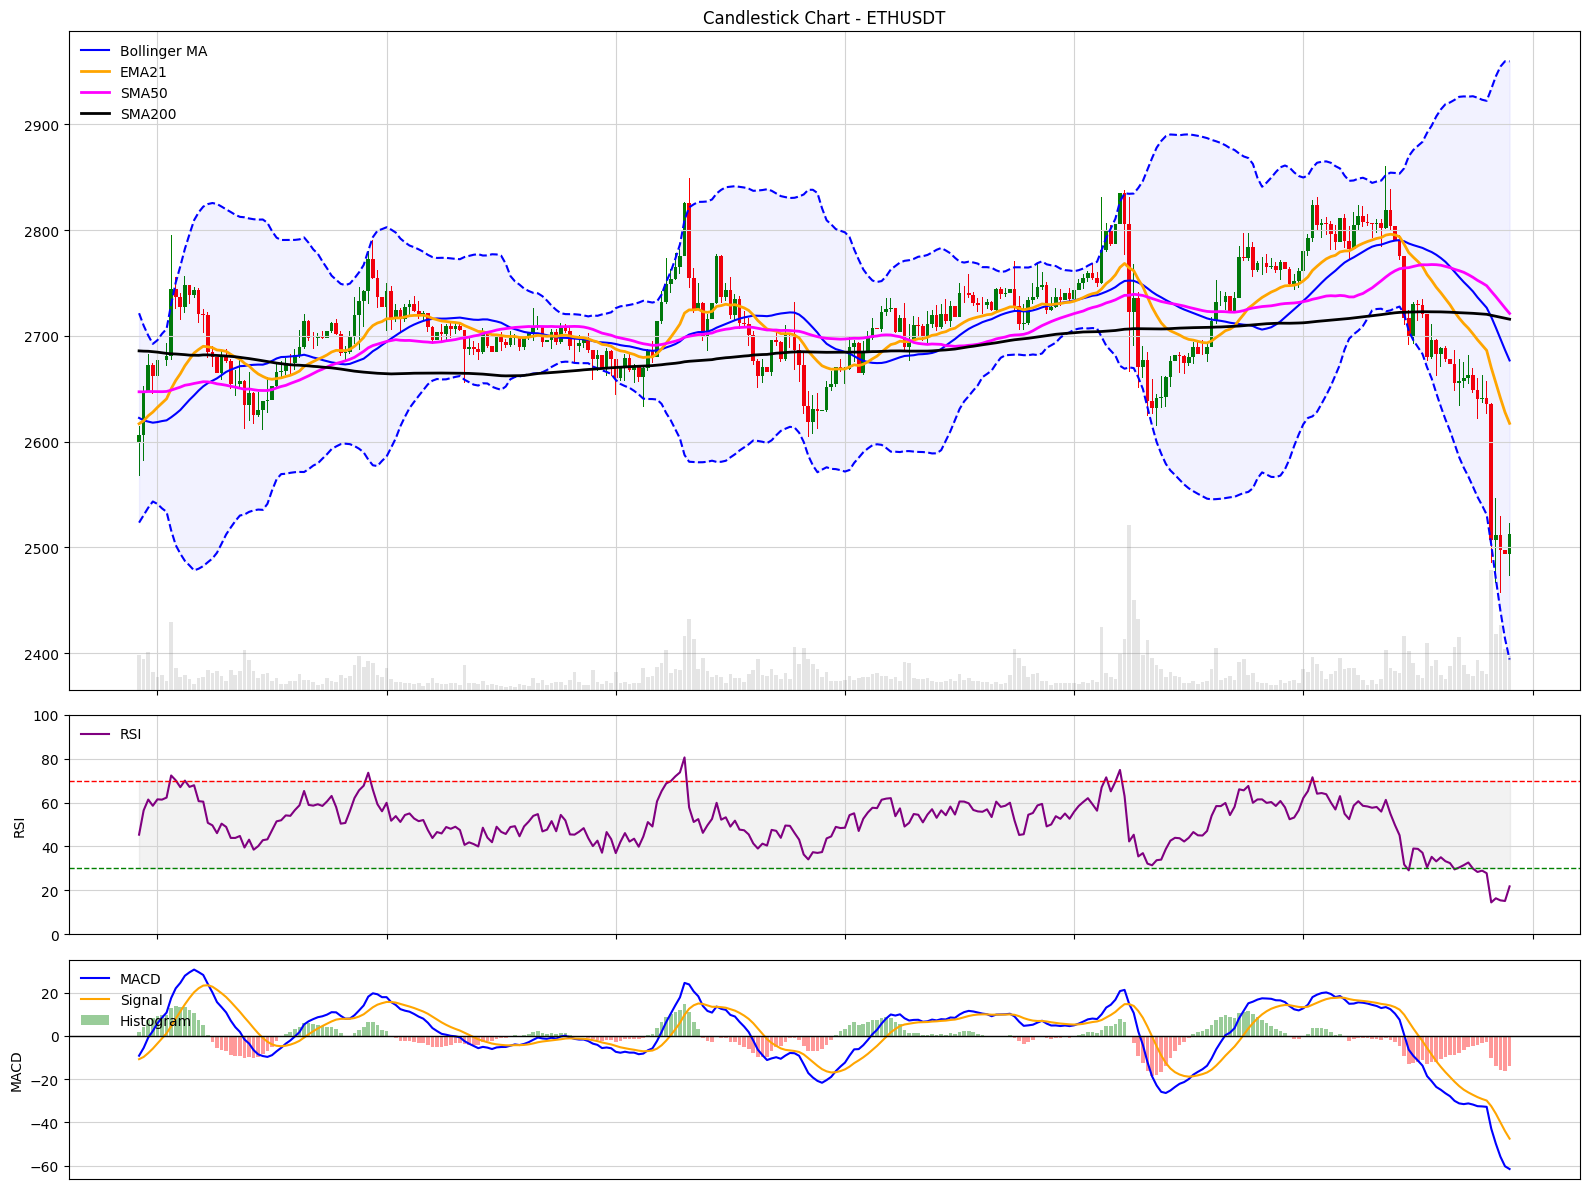 Candlestick Chart - ETHUSDT
Bollinger MA
EMA21
SMA50
SMA200
2900
2800
2700
2600
2500
2400
100
80
60
40
20
0
RSI
RSI
20
0
−20
−40
−60
MACD
MACD
Signal
Histogram